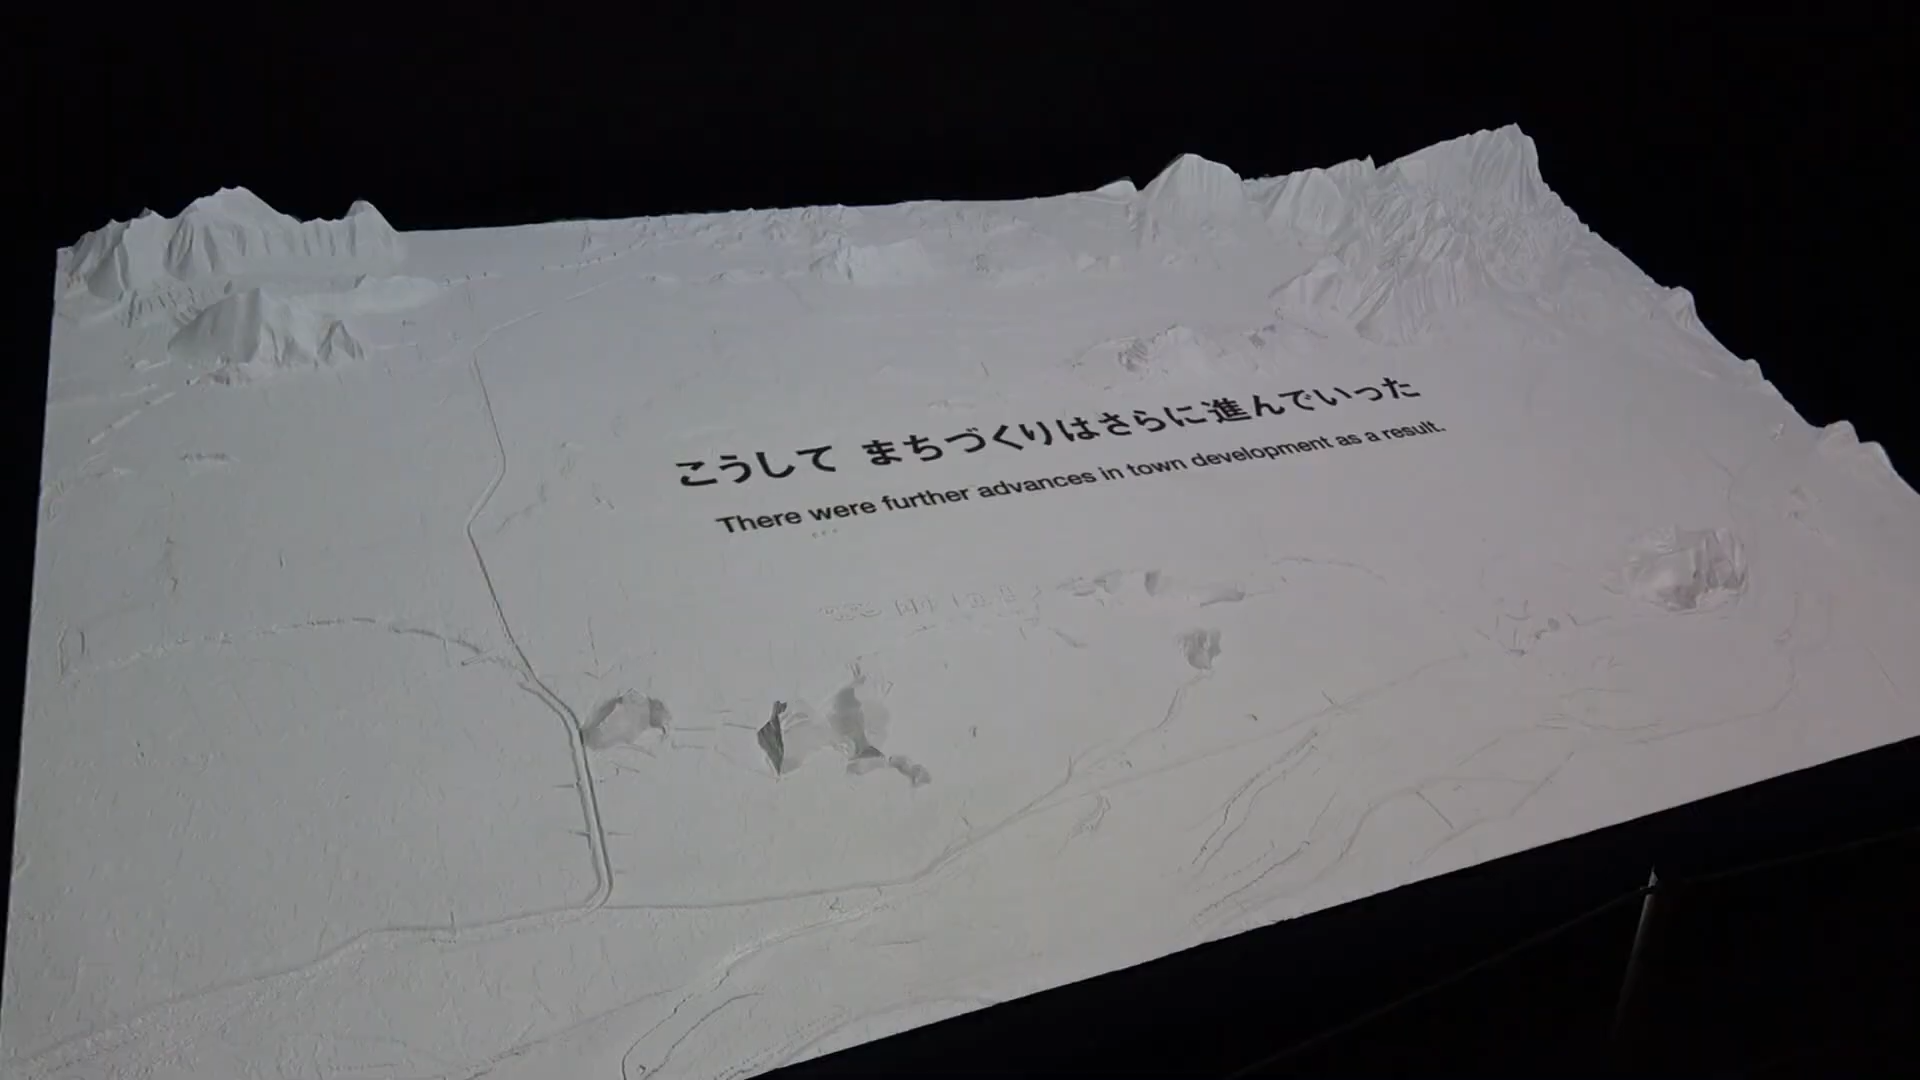 こうして まちづくりはさらに進んでいった
There were further advances in town development as a result.